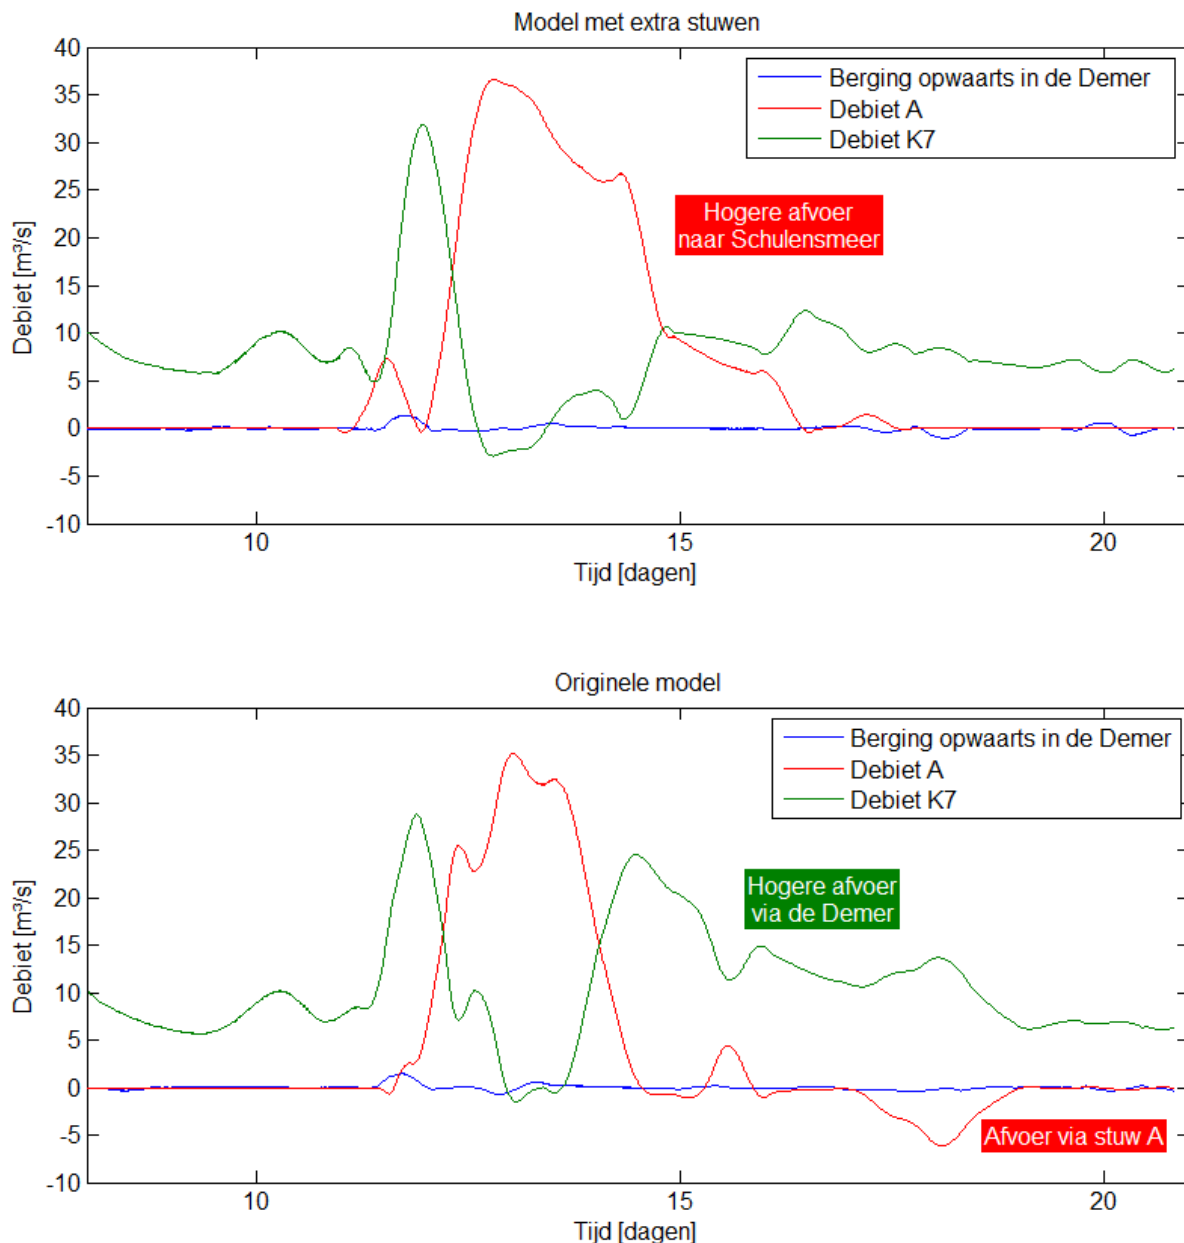 Model met extra stuwen
40
35
30
25
20
15
10
5
0
-5
-10
Debiet [m³/s]
Berging opwaarts in de Demer
Debiet A
Debiet K7
Hogere afvoer
naar Schulensmeer
10
15
20
Tijd [dagen]
Originele model
40
35
30
25
20
15
10
5
0
-5
-10
Debiet [m³/s]
Berging opwaarts in de Demer
Debiet A
Debiet K7
Hogere afvoer
via de Demer
Afvoer via stuw A
10
15
20
Tijd [dagen]